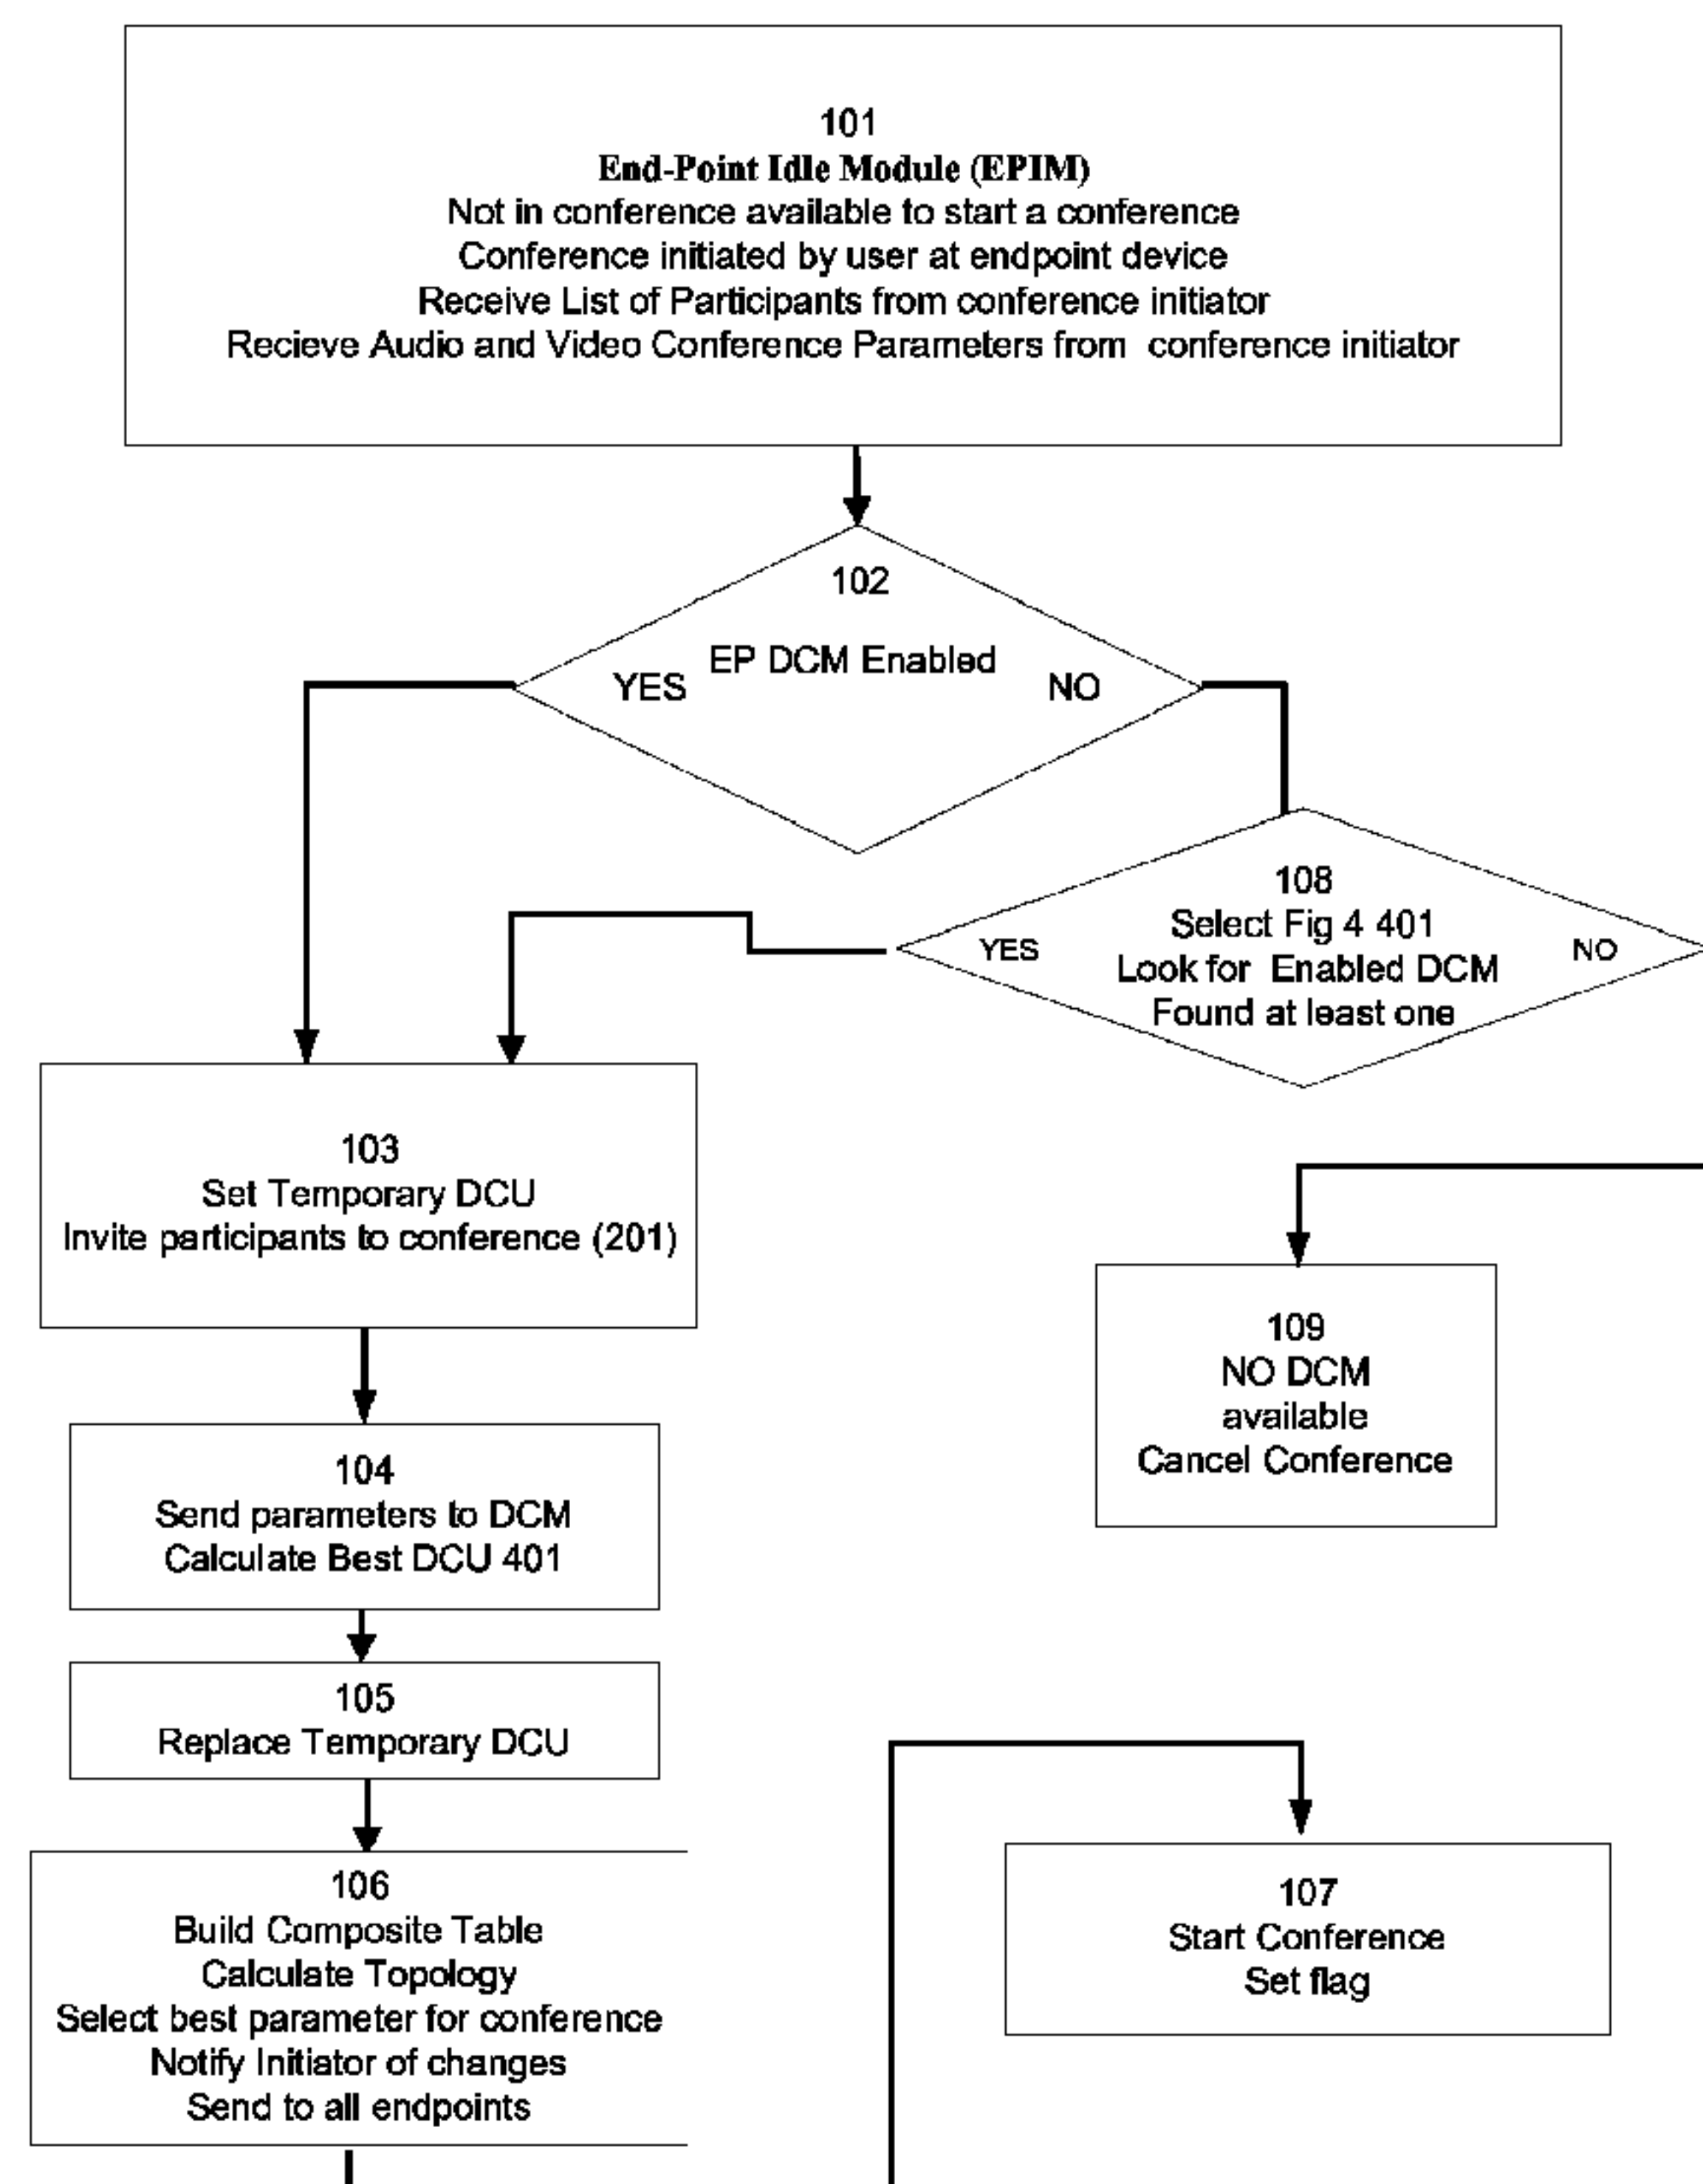 101
End-Point Idle Module (EPIM)
Not in conference available to start a conference
Conference initiated by user at endpoint device
Receive List of Participants from conference initiator
Recieve Audio and Video Conference Parameters from conference initiator
102
EP DCM Enabled
YES
NO
108
Select Fig 4 401
Look for Enabled DCM
Found at least one
YES
NO
103
Set Temporary DCU
Invite participants to conference (201)
109
NO DCM
available
Cancel Conference
104
Send parameters to DCM
Calculate Best DCU 401
105
Replace Temporary DCU
106
Build Composite Table
Calculate Topology
Select best parameter for conference
Notify Initiator of changes
Send to all endpoints
107
Start Conference
Set flag